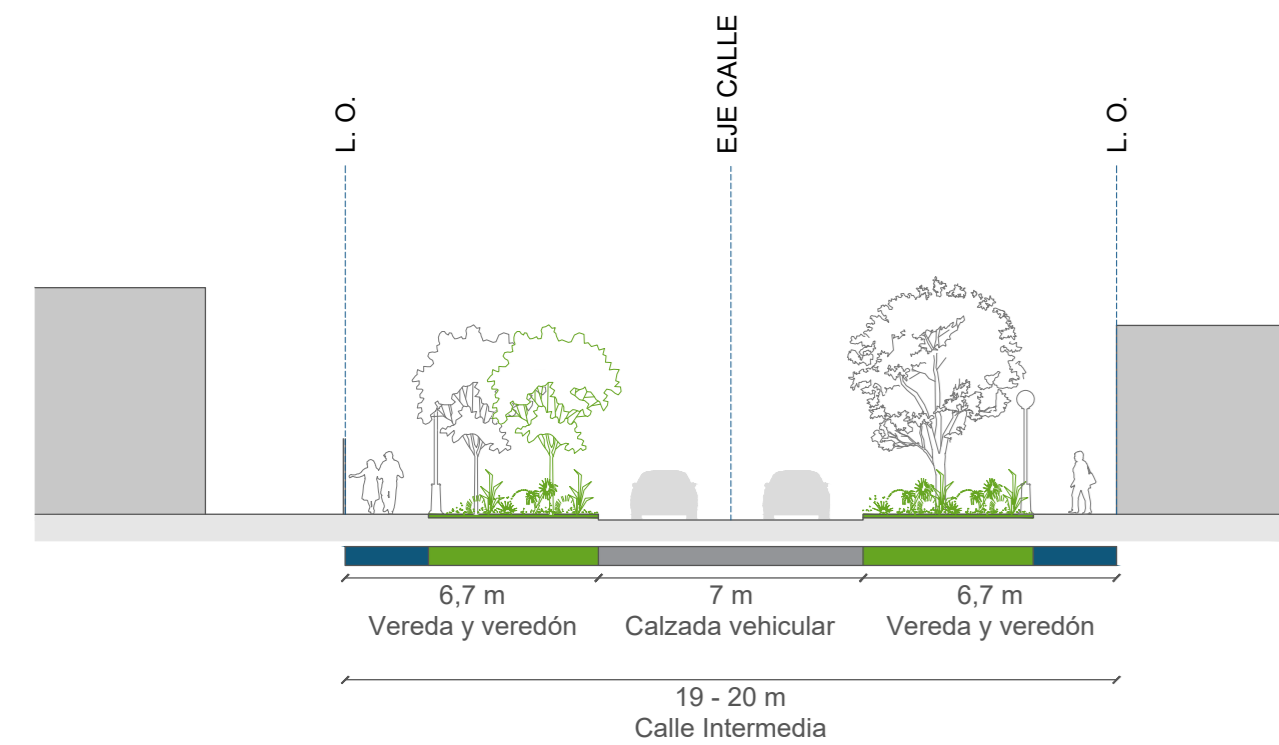 L. O.
EJE CALLE
L. O.
6,7 m
Vereda y veredón
7 m
Calzada vehicular
6,7 m
Vereda y veredón
19 - 20 m
Calle Intermedia